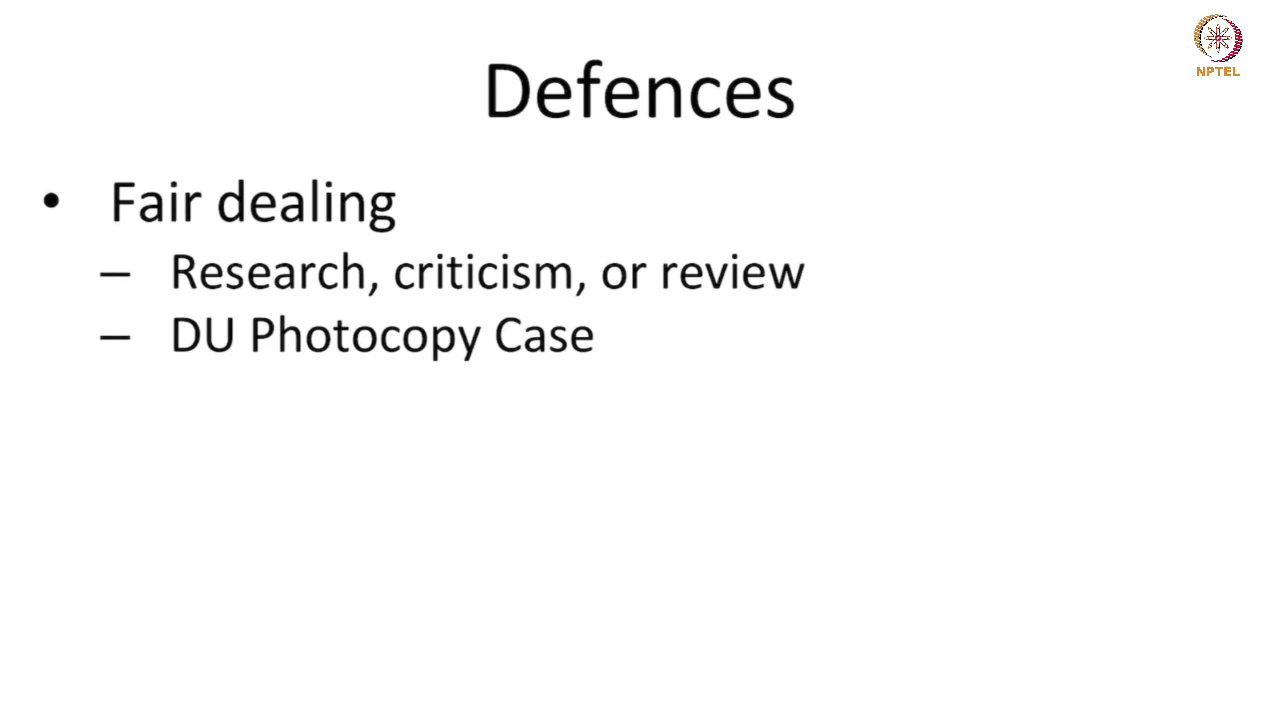 NPTEL
Defences
• Fair dealing
– Research, criticism, or review
– DU Photocopy Case